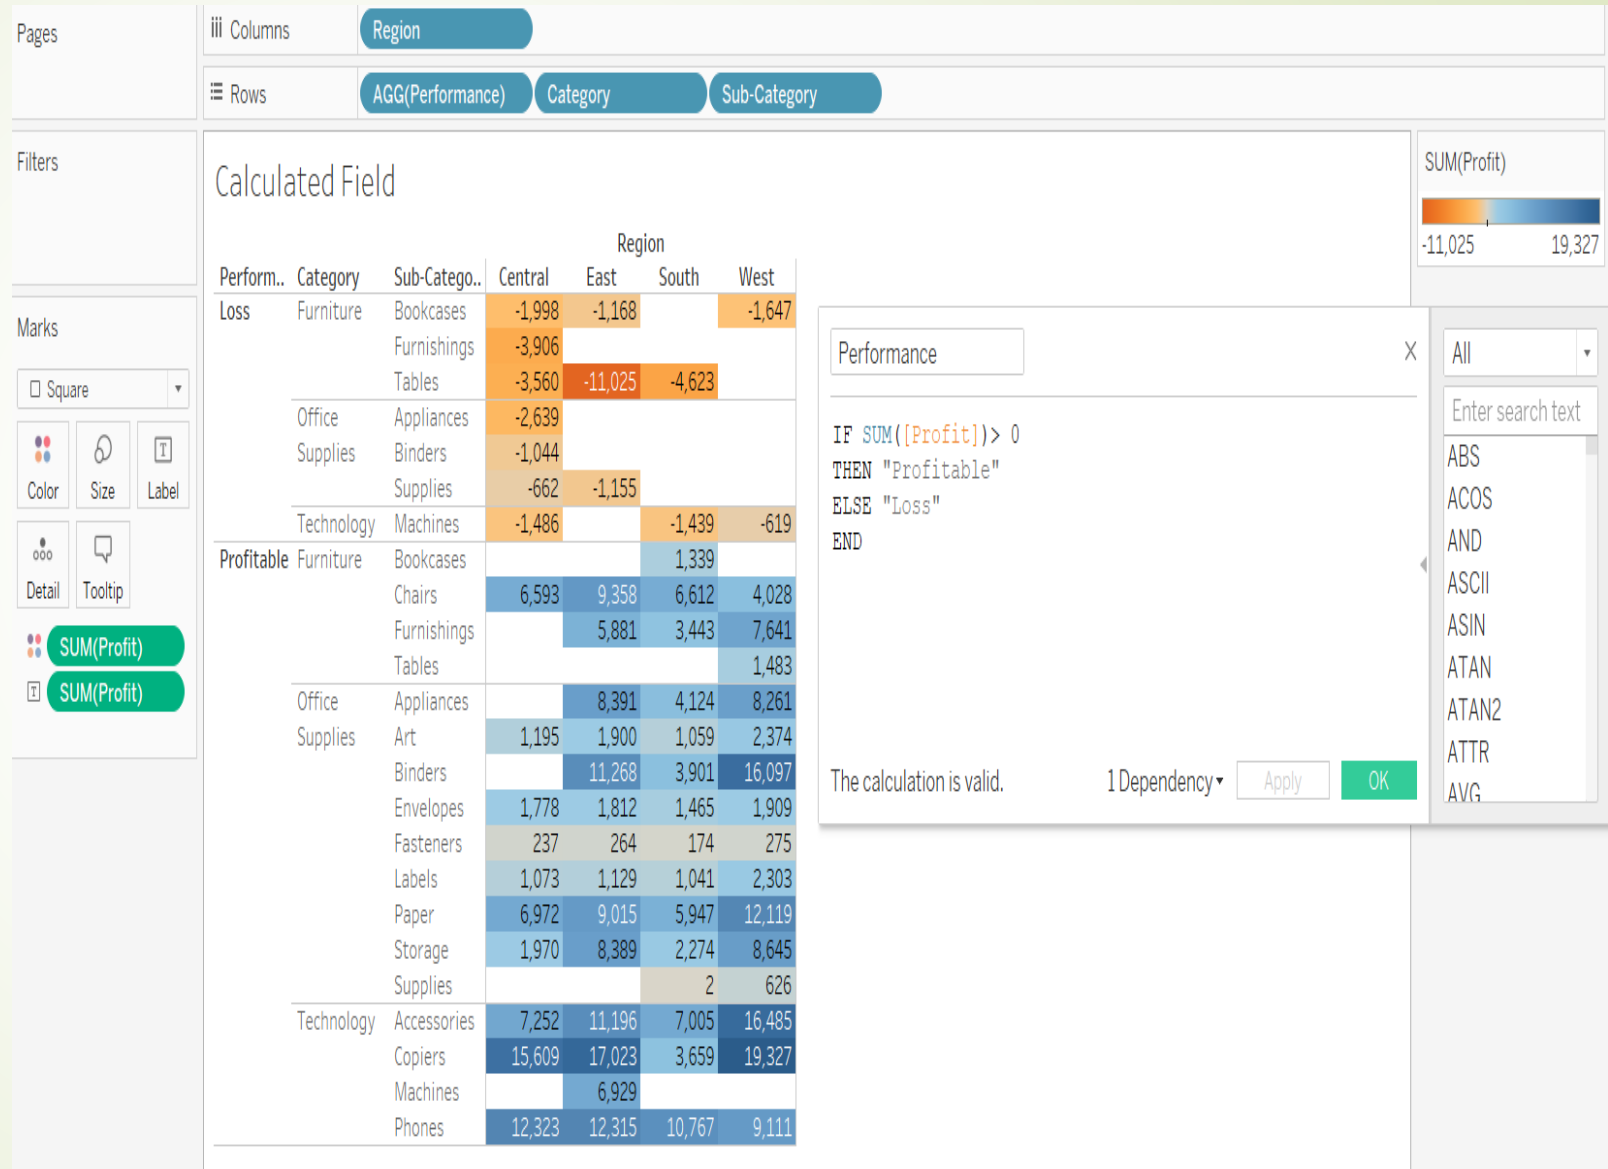 Pages
Columns
Region
Rows
AGG(Performance)
Category
Sub-Category
Filters
Marks
Square
Color
Size
Label
Detail
Tooltip
SUM(Profit)
SUM(Profit)
Calculated Field
Region
Perform.. Category Sub-Catego.. Central East South West
Loss Furniture Bookcases -1,998 -1,168 -1,647
Furnishings -3,906
Tables -3,560 -11,025 -4,623
Office Appliances -2,639
Supplies Binders -1,044
Supplies -662 -1,155
Technology Machines -1,486 -1,439 -619
Profitable Furniture Bookcases 1,339
Chairs 6,593 9,358 6,612 4,028
Furnishings 5,881 3,443 7,641
Tables 1,483
Office Appliances 8,391 4,124 8,261
Supplies Art 1,195 1,900 1,059 2,374
Binders 11,268 3,901 16,097
Envelopes 1,778 1,812 1,465 1,909
Fasteners 237 264 174 275
Labels 1,073 1,129 1,041 2,303
Paper 6,972 9,015 5,947 12,119
Storage 1,970 8,389 2,274 8,645
Supplies 2 626
Technology Accessories 7,252 11,196 7,005 16,485
Copiers 15,609 17,023 3,659 19,327
Machines 6,929
Phones 12,323 12,315 10,767 9,111
SUM(Profit)
-11,025 19,327
Performance X
IF SUM([Profit])> 0
THEN "Profitable"
ELSE "Loss"
END
The calculation is valid. 1 Dependency Apply OK
All
Enter search text
ABS
ACOS
AND
ASCII
ASIN
ATAN
ATAN2
ATTR
AVG